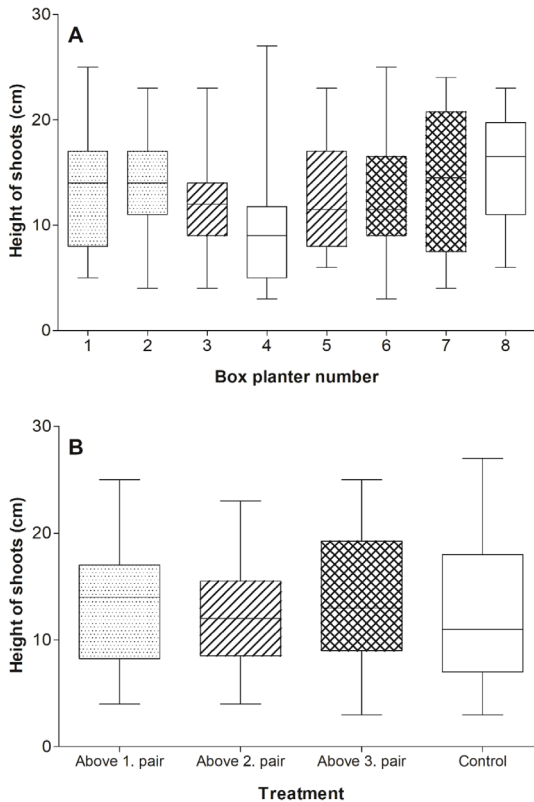 A
30
20
10
0
Height of shoots (cm)
1 2 3 4 5 6 7 8
Box planter number
B
30
20
10
0
Height of shoots (cm)
Above 1. pair Above 2. pair Above 3. pair Control
Treatment